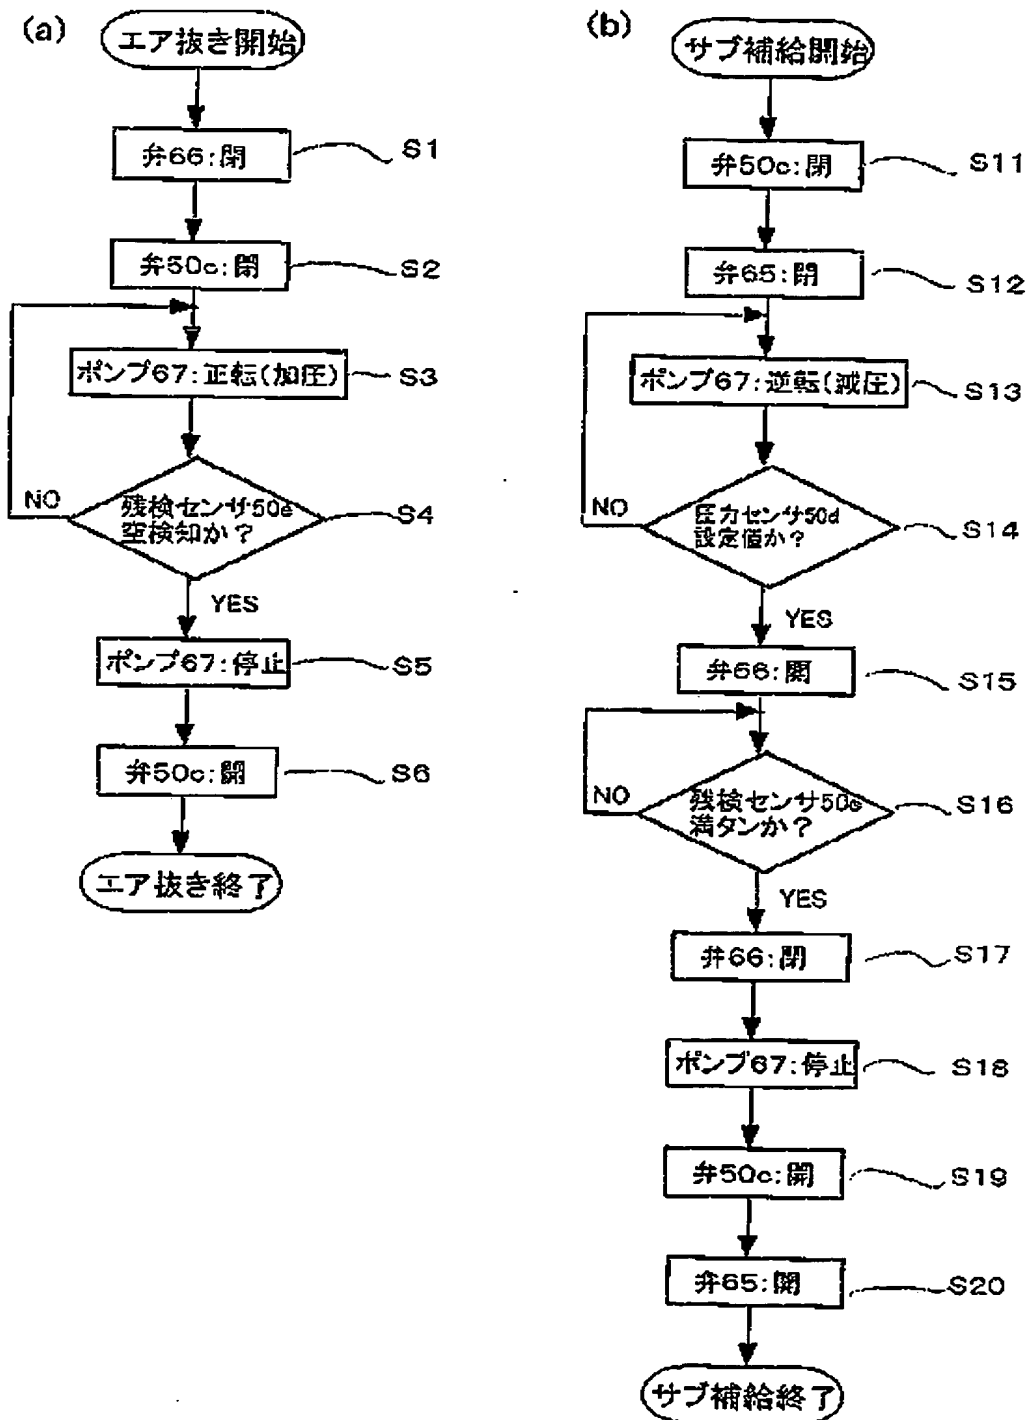 (a)
エア抜き開始
弁66:閉
S1
弁50c:閉
S2
ポンプ67:正転(加圧)
S3
残検センサ50e
空検知か?
S4
NO
YES
ポンプ67:停止
S5
弁50c:開
S6
エア抜き終了
(b)
サブ補給開始
弁50c:閉
S11
弁65:閉
S12
ポンプ67:逆転(減圧)
S13
圧力センサ50d
設定値か?
S14
NO
YES
弁66:開
S15
残検センサ50e
満タンか?
S16
NO
YES
弁66:閉
S17
ポンプ67:停止
S18
弁50c:開
S19
弁65:開
S20
サブ補給終了